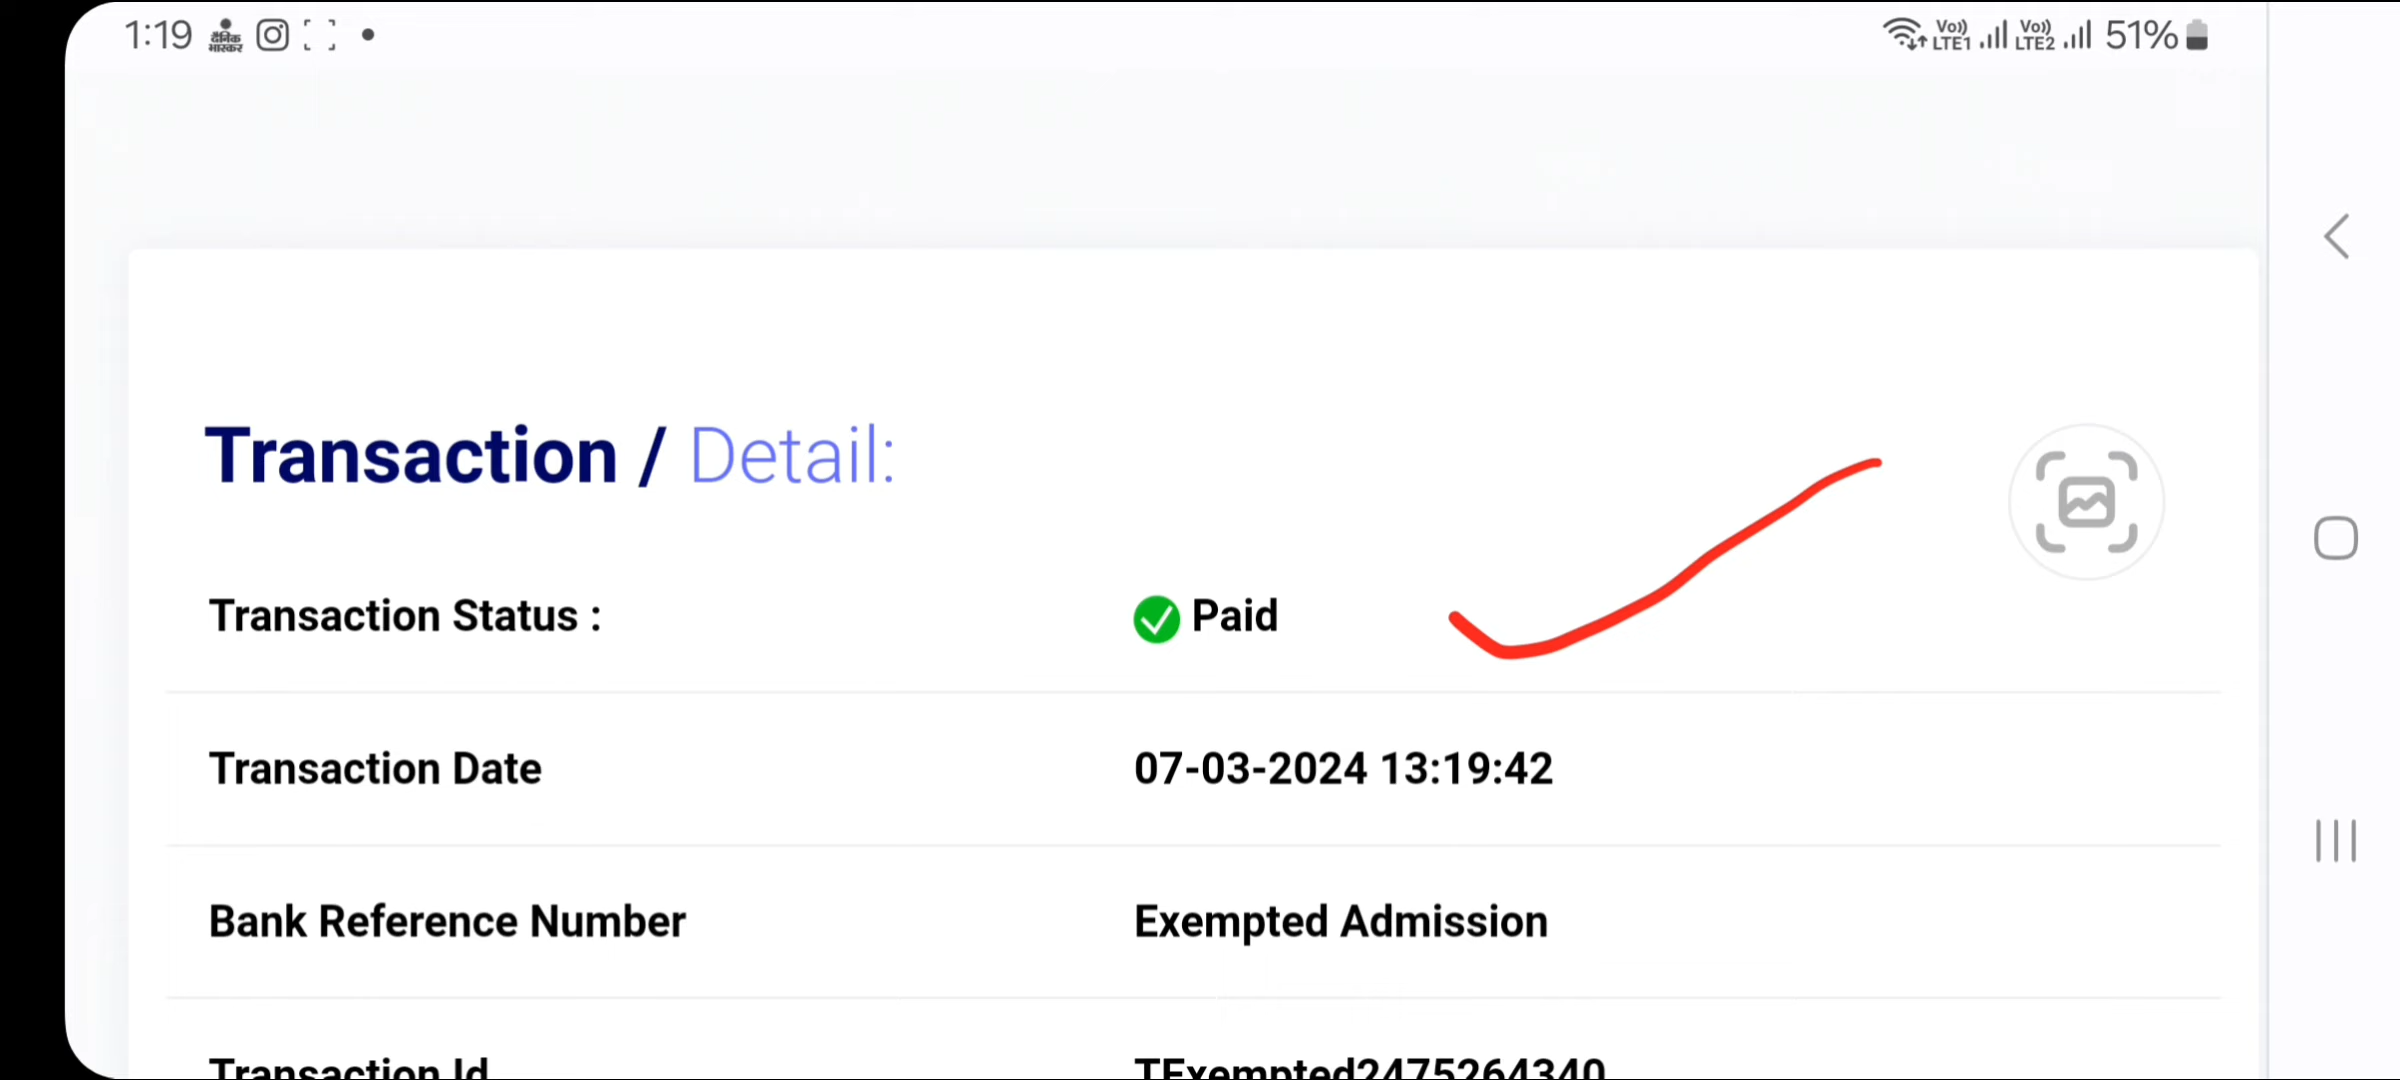 1:19 दैनिक भास्कर Vo)) LTE1 Vo)) LTE2 51%
Transaction / Detail:
Transaction Status : Paid
Transaction Date 07-03-2024 13:19:42
Bank Reference Number Exempted Admission
Transaction Id TExempted2475264340